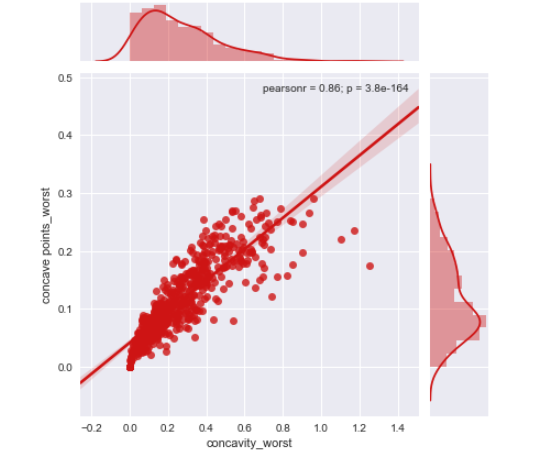 0.5
pearsonr = 0.86; p = 3.8e-164
0.4
0.3
0.2
0.1
0.0
concave points_worst
−0.2 0.0 0.2 0.4 0.6 0.8 1.0 1.2 1.4
concavity_worst